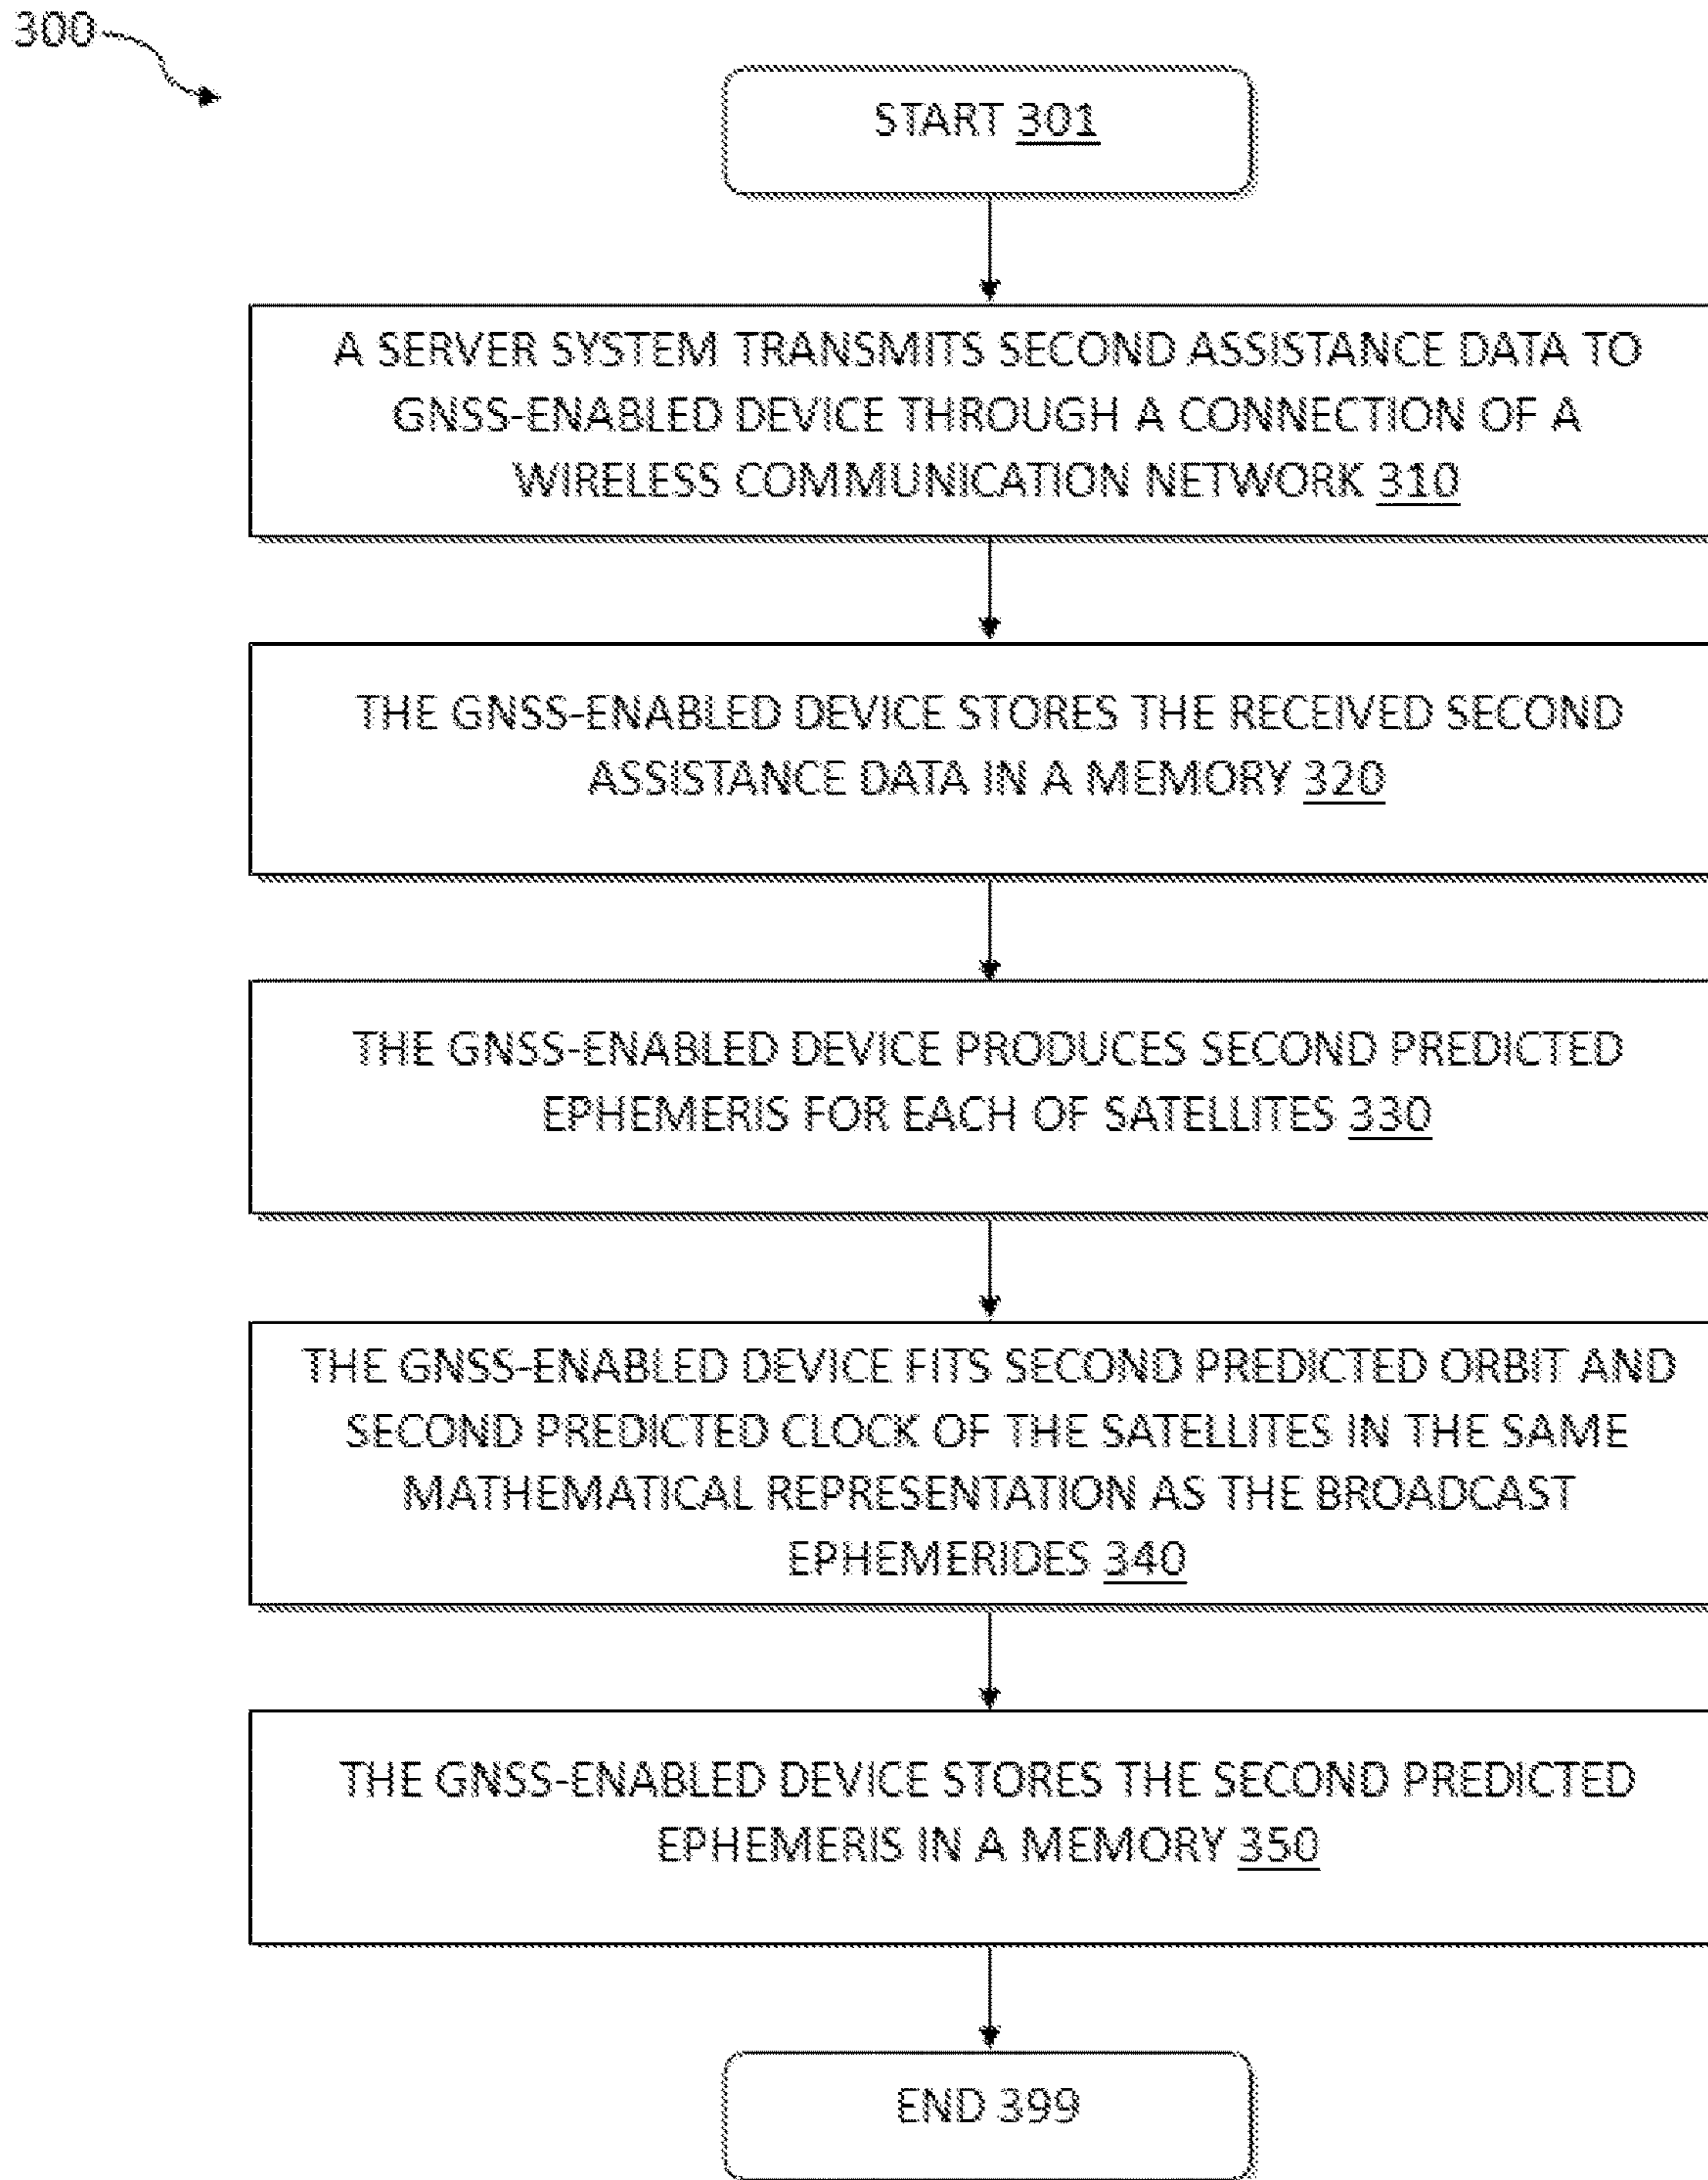 300
START 301
A SERVER SYSTEM TRANSMITS SECOND ASSISTANCE DATA TO
GNSS-ENABLED DEVICE THROUGH A CONNECTION OF A
WIRELESS COMMUNICATION NETWORK 310
THE GNSS-ENABLED DEVICE STORES THE RECEIVED SECOND
ASSISTANCE DATA IN A MEMORY 320
THE GNSS-ENABLED DEVICE PRODUCES SECOND PREDICTED
EPHEMERIS FOR EACH OF SATELLITES 330
THE GNSS-ENABLED DEVICE FITS SECOND PREDICTED ORBIT AND
SECOND PREDICTED CLOCK OF THE SATELLITES IN THE SAME
MATHEMATICAL REPRESENTATION AS THE BROADCAST
EPHEMERIDES 340
THE GNSS-ENABLED DEVICE STORES THE SECOND PREDICTED
EPHEMERIS IN A MEMORY 350
END 399